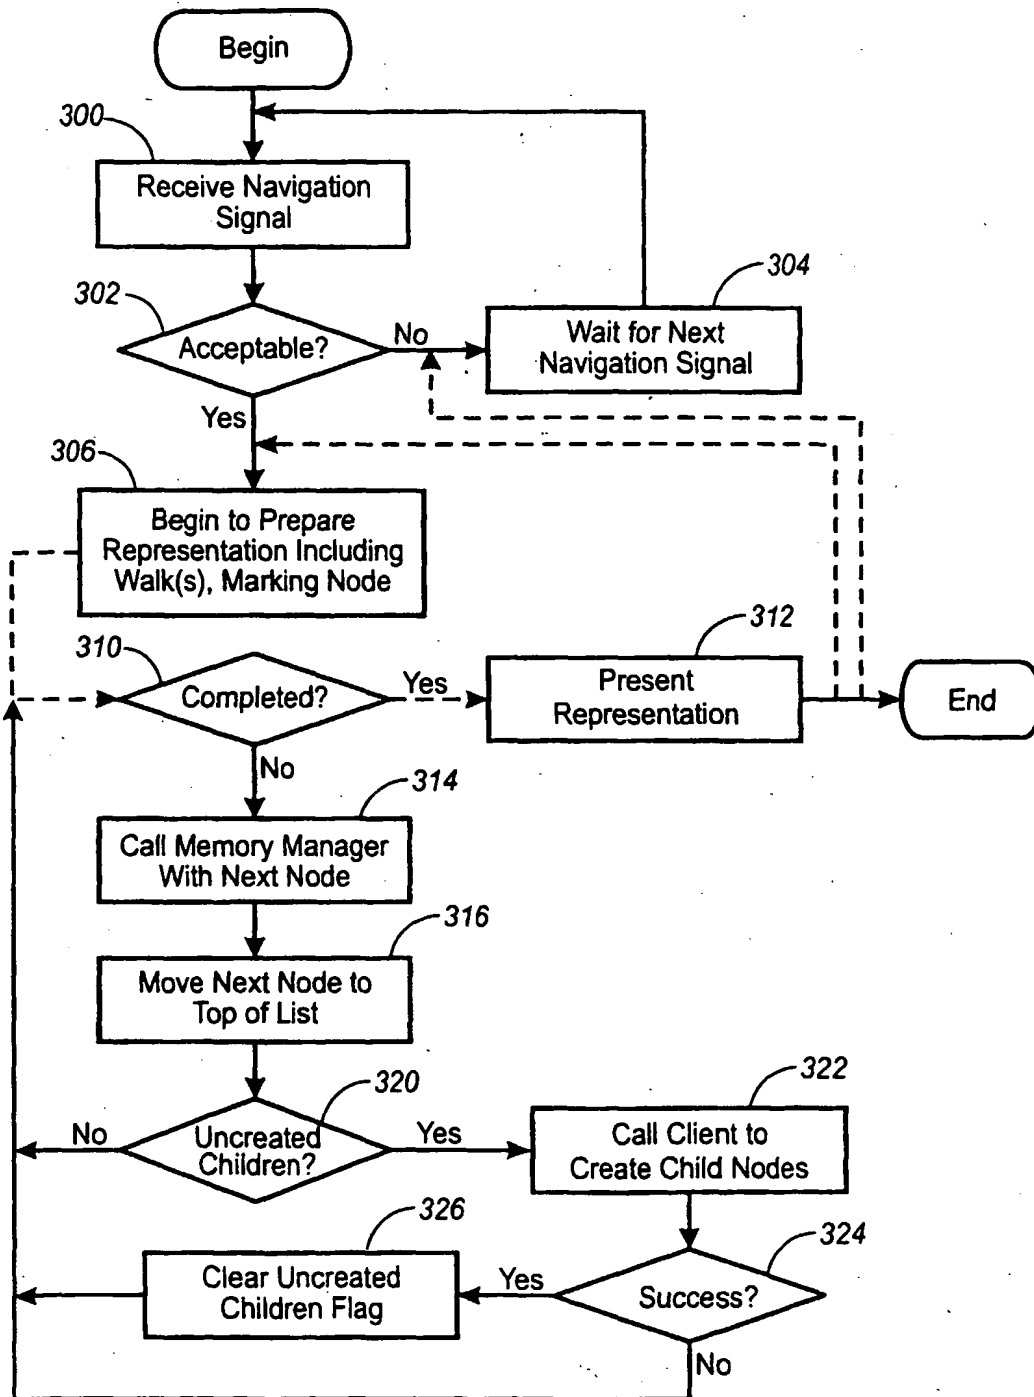 Begin
300
Receive Navigation
Signal
302
Acceptable?
No
304
Wait for Next
Navigation Signal
Yes
306
Begin to Prepare
Representation Including
Walk(s), Marking Node
310
Completed?
Yes
312
Present
Representation
End
No
314
Call Memory Manager
With Next Node
316
Move Next Node to
Top of List
320
No
Uncreated
Children?
Yes
322
Call Client to
Create Child Nodes
326
Clear Uncreated
Children Flag
Yes
324
Success?
No